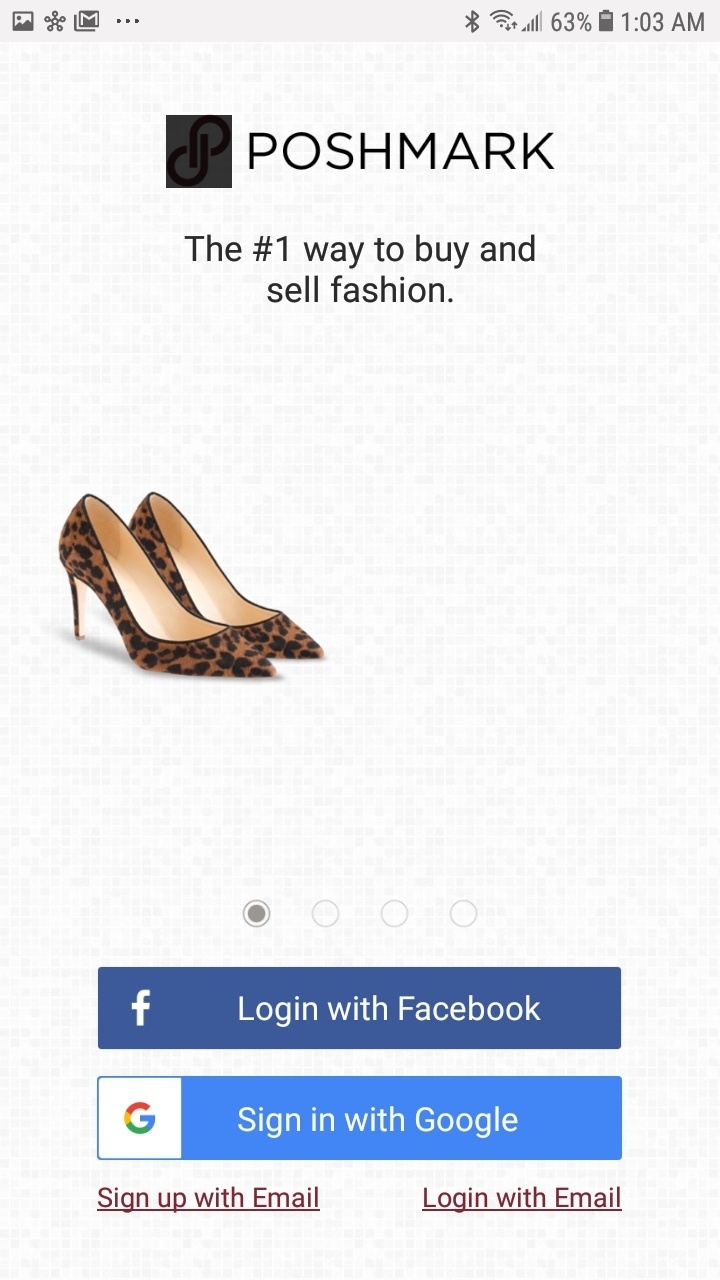 63% 1:03 AM
POSHMARK
The #1 way to buy and
sell fashion.
Login with Facebook
Sign in with Google
Sign up with Email Login with Email